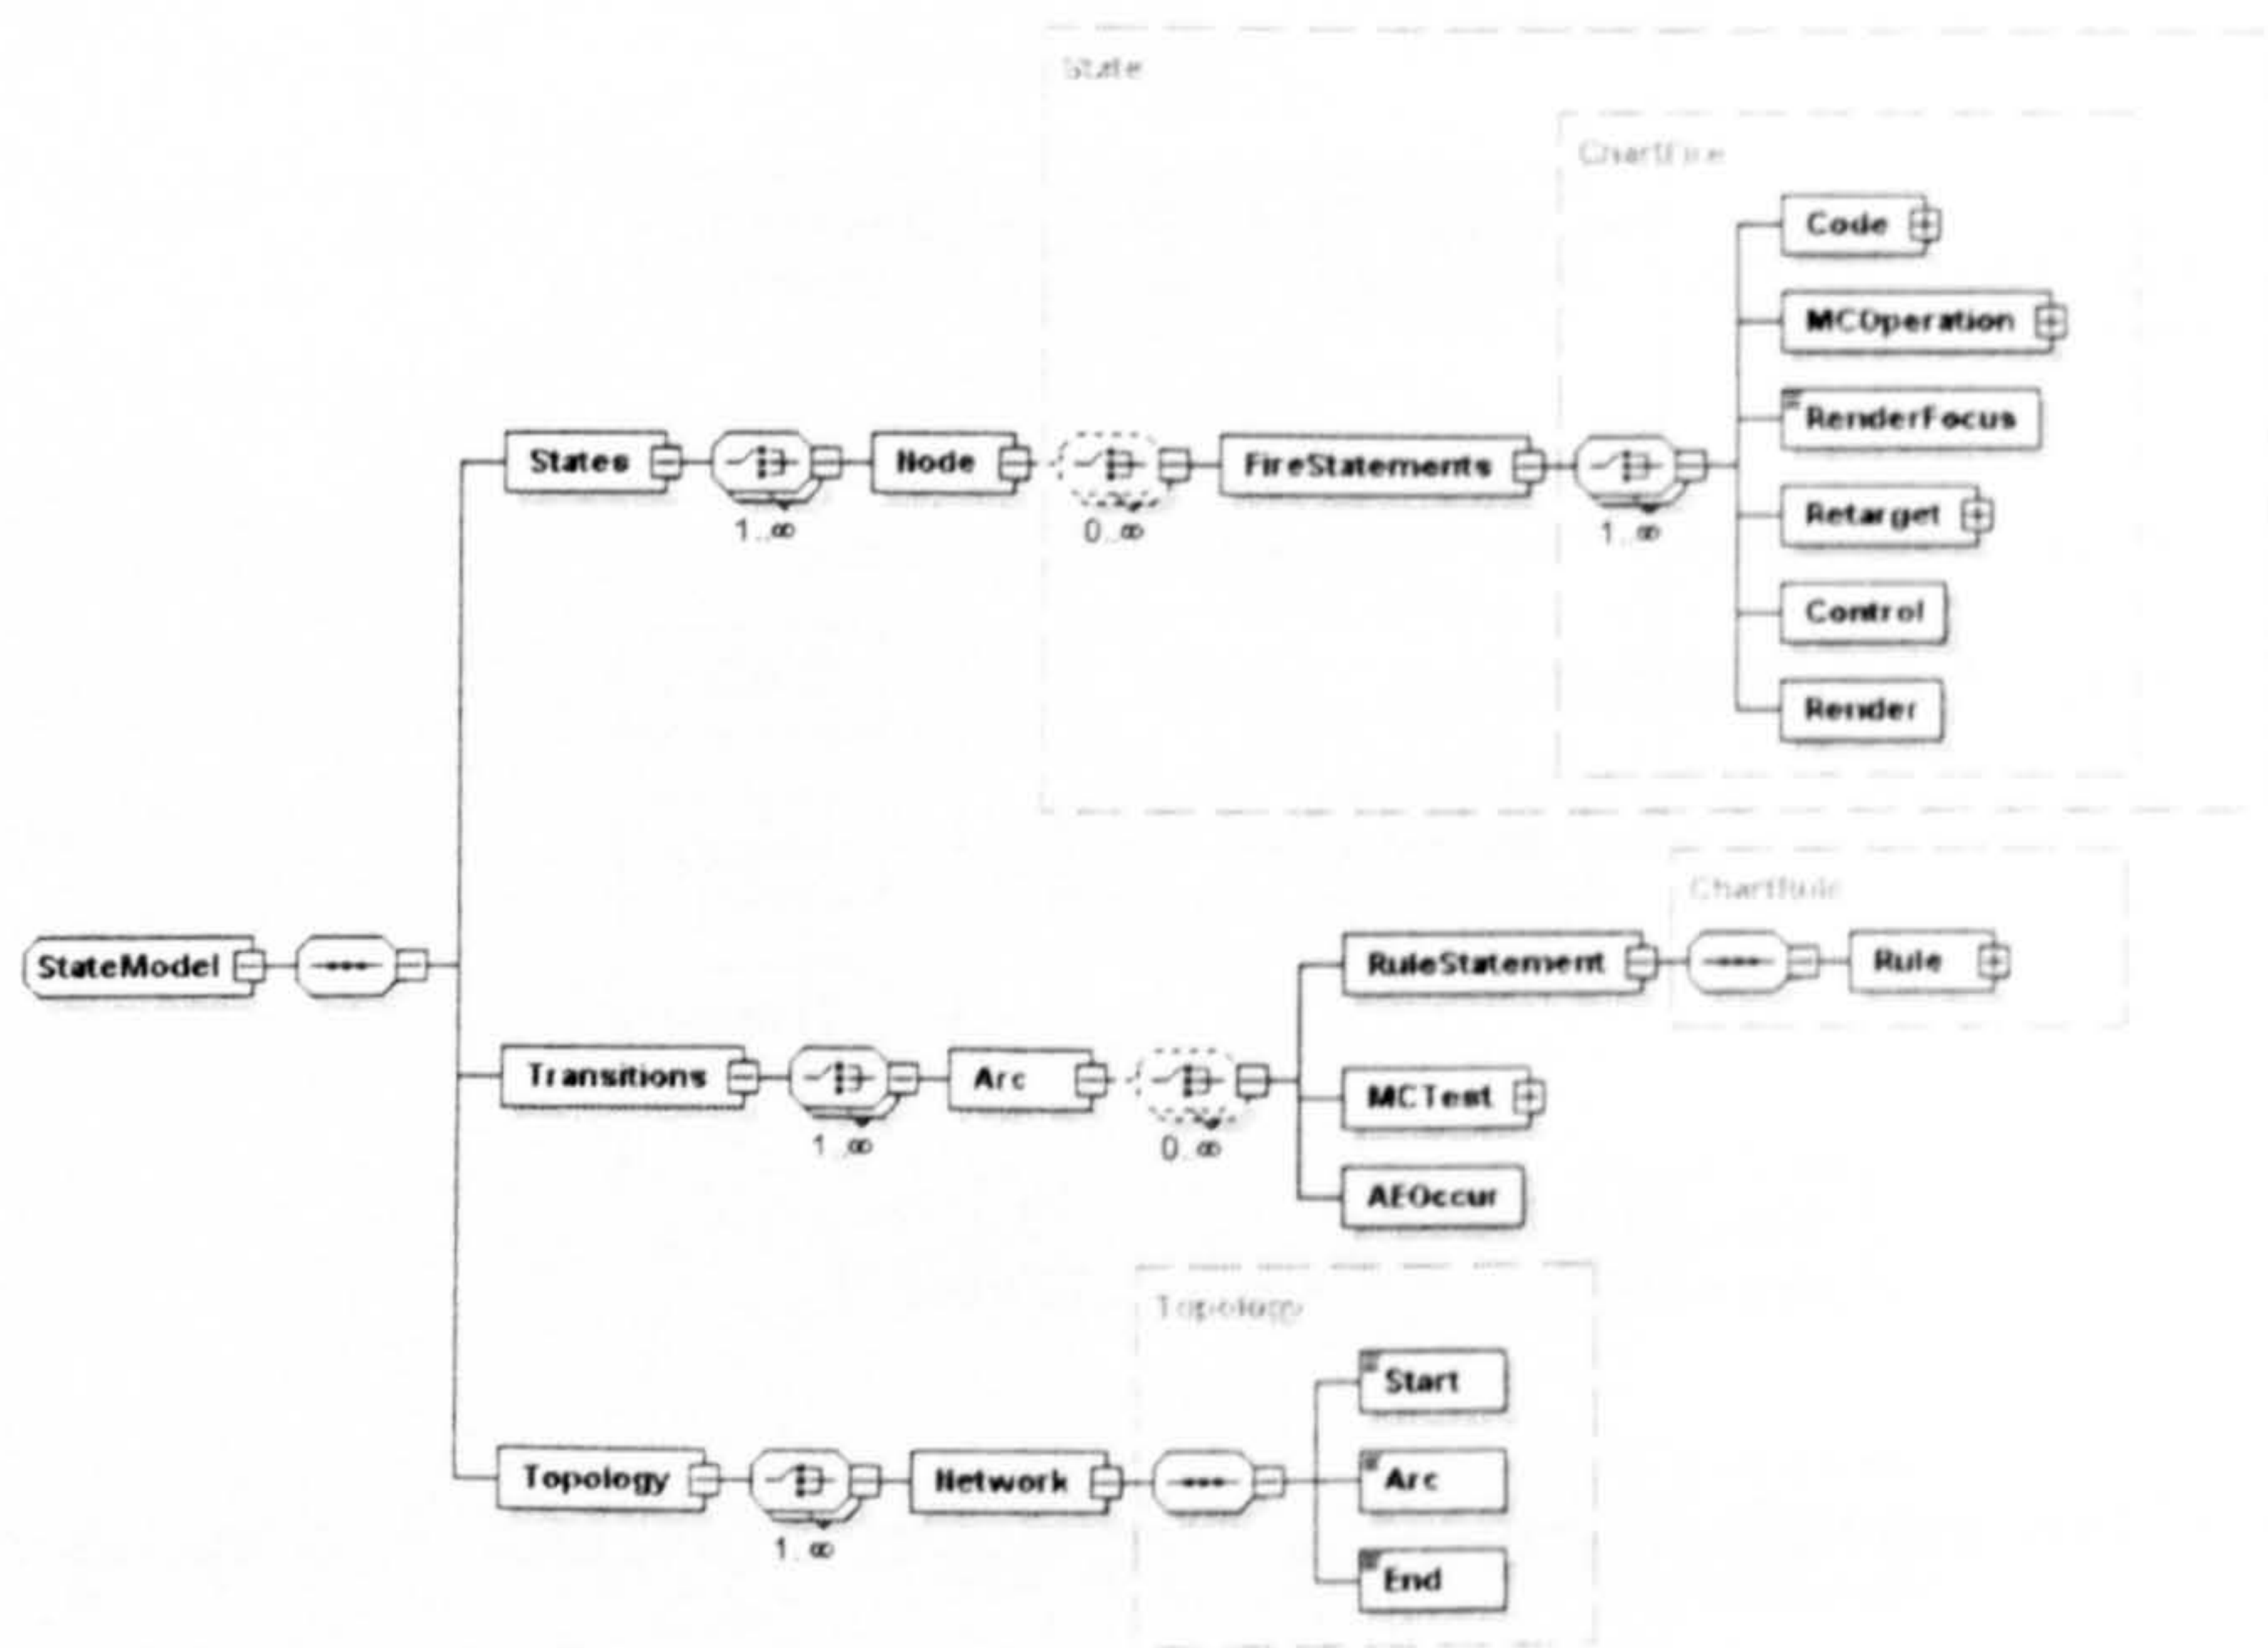 State
ChartFire
Code
MCOperation
RenderFocus
States
Node
FireStatements
Retarget
1..∞
0..∞
1..∞
Control
Render
ChartRule
StateModel
RuleStatement
Rule
Transitions
Arc
MCTest
1..∞
0..∞
AEOccur
Topology
Start
Topology
Network
Arc
1..∞
End